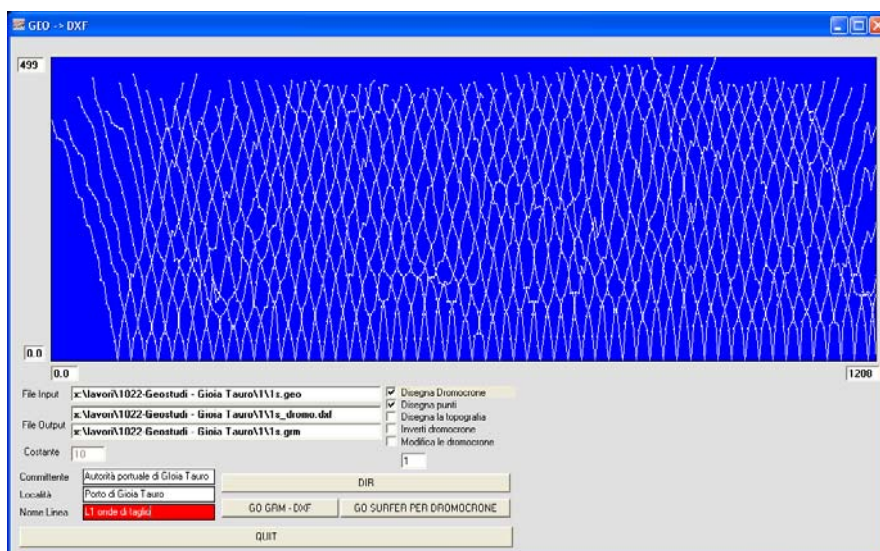 GEO -> DXF
499
0.0
0.0
1200
File Input
x:\lavori\1022-Geostudi - Gioia Tauro\1\1s.geo
File Output
x:\lavori\1022-Geostudi - Gioia Tauro\1\1s_dromo.dxf
x:\lavori\1022-Geostudi - Gioia Tauro\1\1s.grm
Costante
10
Disegna Dromocrone
Disegna punti
Disegna la topografia
Inverti dromocrone
Modifica le dromocrone
1
Committente
Autorità portuale di GIoia Tauro
Località
Porto di Gioia Tauro
Nome Linea
L1 onde di taglio
DIR
GO GRM - DXF
GO SURFER PER DROMOCRONE
QUIT